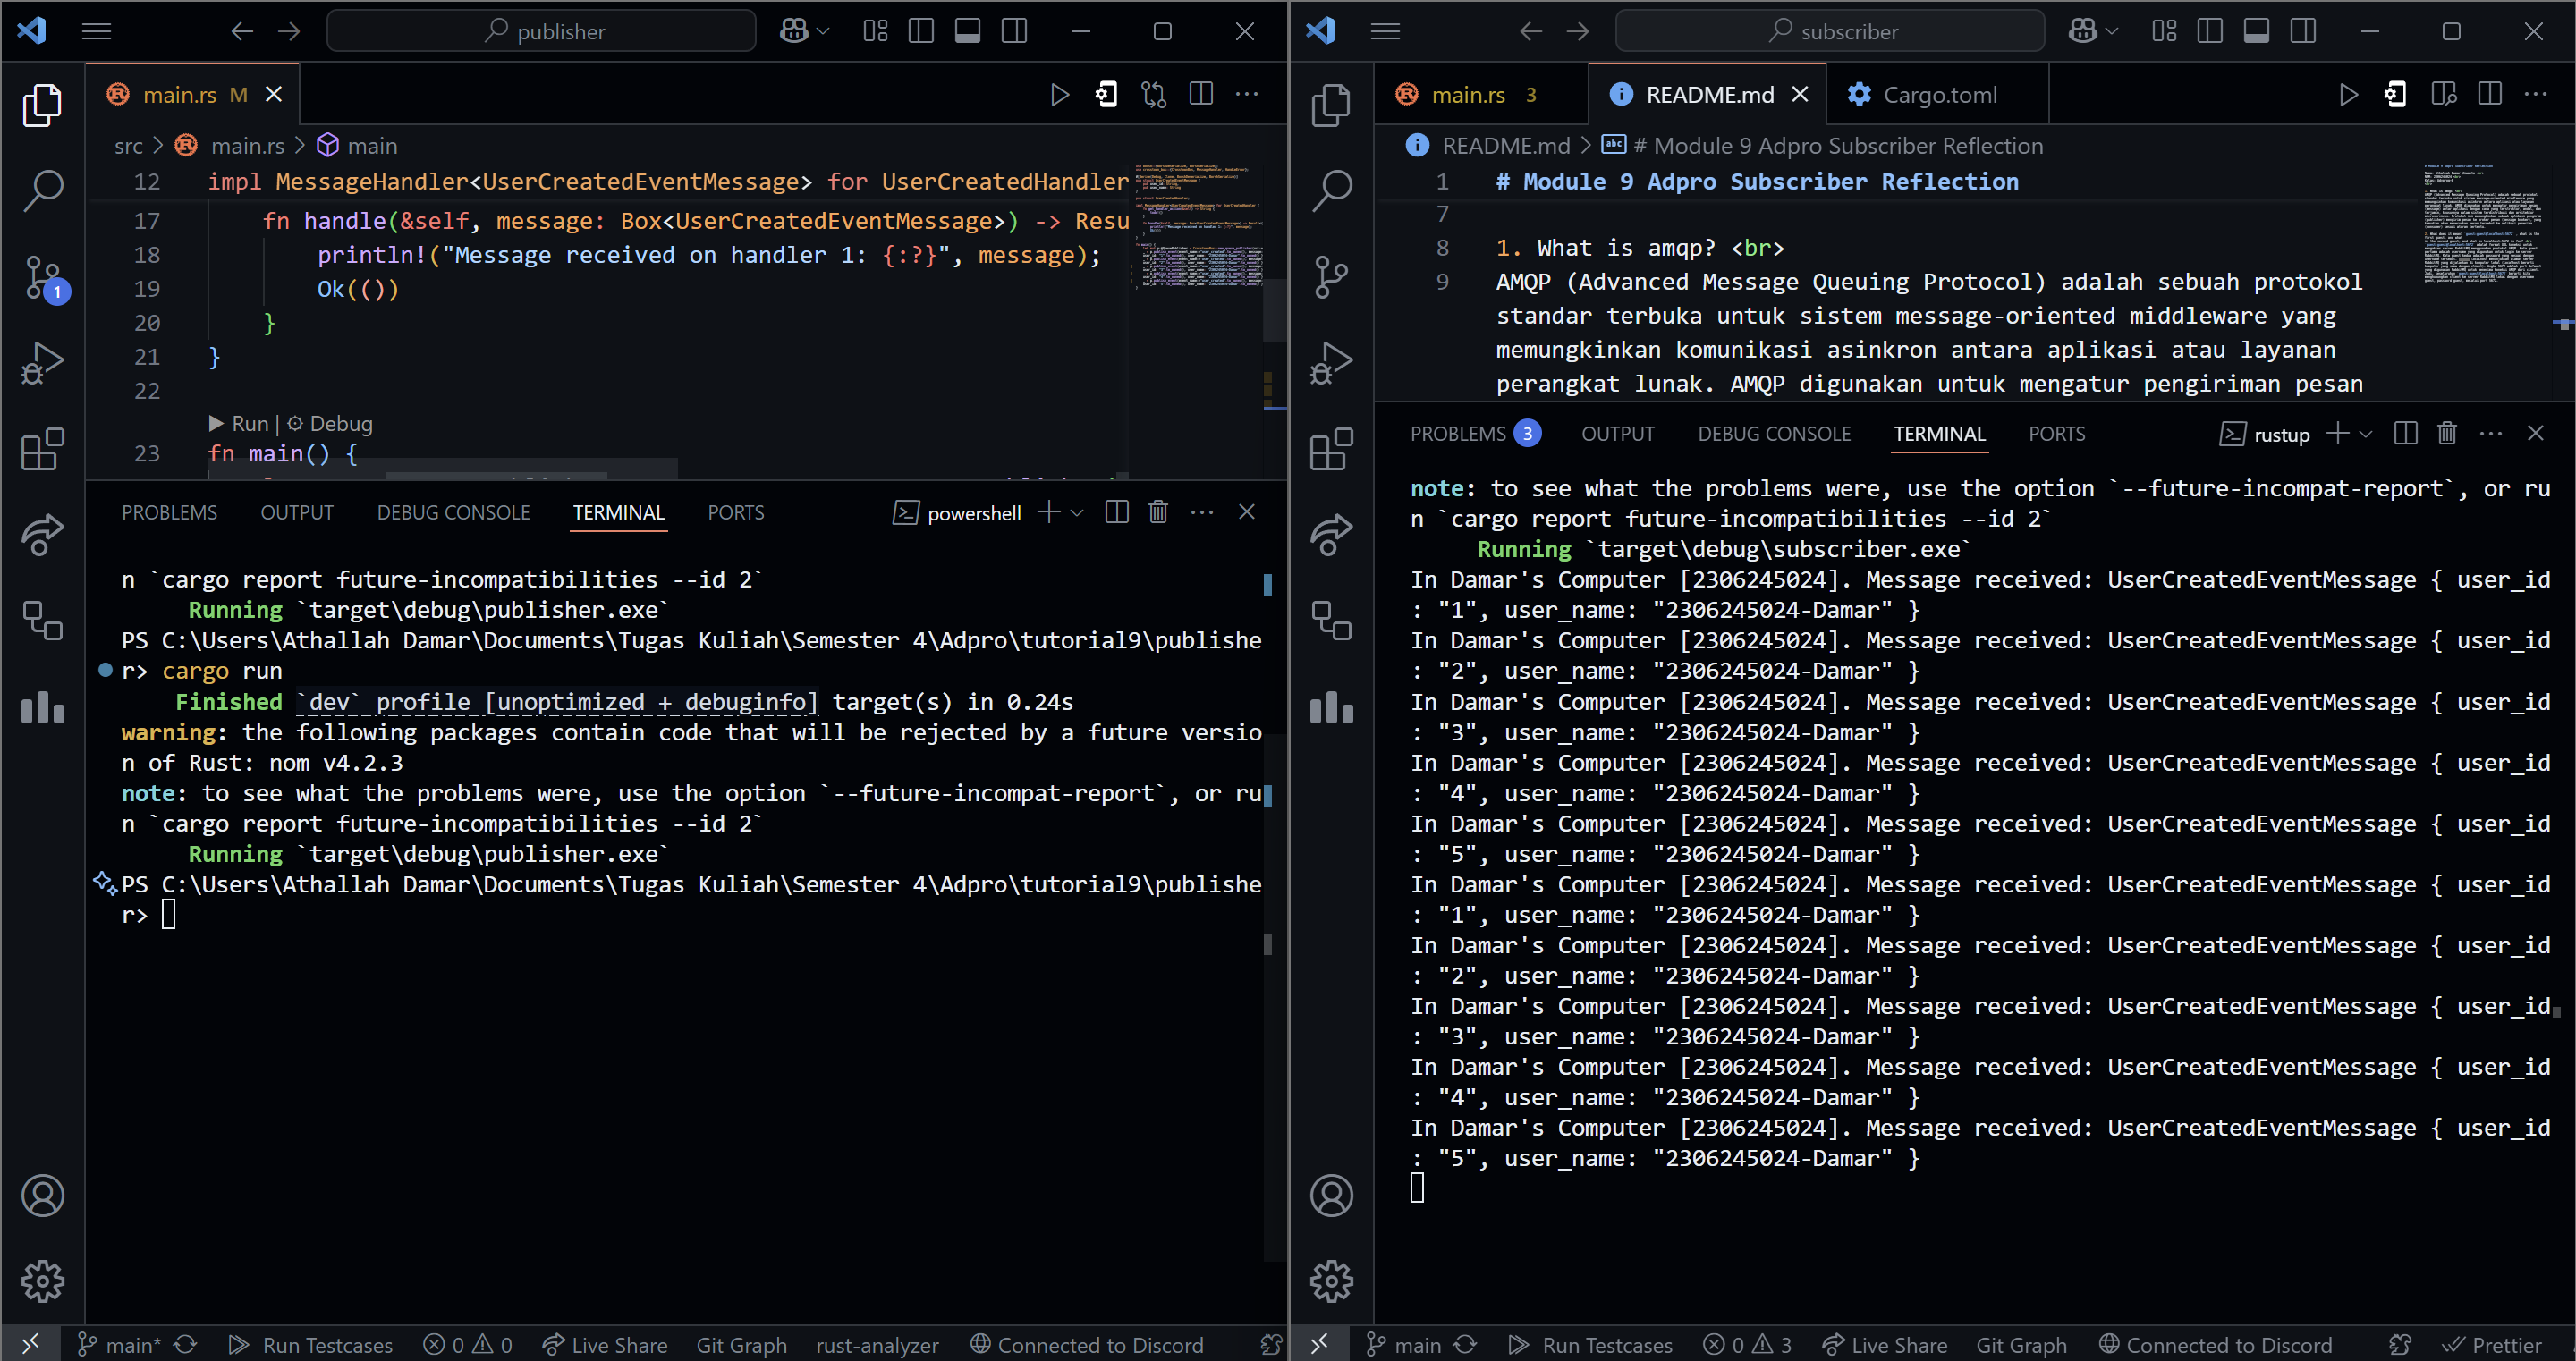 publisher
main.rs M
src > main.rs > main
12 impl MessageHandler<UserCreatedEventMessage> for UserCreatedHandler
17 fn handle(&self, message: Box<UserCreatedEventMessage>) -> Resu
18 println!("Message received on handler 1: {:?}", message);
19 Ok(())
20 }
21 }
22
Run | Debug
23 fn main() {
PROBLEMS OUTPUT DEBUG CONSOLE TERMINAL PORTS powershell
n `cargo report future-incompatibilities --id 2`
Running `target\debug\publisher.exe`
PS C:\Users\Athallah Damar\Documents\Tugas Kuliah\Semester 4\Adpro\tutorial9\publishe
r> cargo run
Finished `dev` profile [unoptimized + debuginfo] target(s) in 0.24s
warning: the following packages contain code that will be rejected by a future versio
n of Rust: nom v4.2.3
note: to see what the problems were, use the option `--future-incompat-report`, or ru
n `cargo report future-incompatibilities --id 2`
Running `target\debug\publisher.exe`
PS C:\Users\Athallah Damar\Documents\Tugas Kuliah\Semester 4\Adpro\tutorial9\publishe
r>
1
main* Run Testcases 0 0 Live Share Git Graph rust-analyzer Connected to Discord
subscriber
main.rs 3 README.md Cargo.toml
README.md > # Module 9 Adpro Subscriber Reflection
1 # Module 9 Adpro Subscriber Reflection
7
8 1. What is amqp? <br>
9 AMQP (Advanced Message Queuing Protocol) adalah sebuah protokol
standar terbuka untuk sistem message-oriented middleware yang
memungkinkan komunikasi asinkron antara aplikasi atau layanan
perangkat lunak. AMQP digunakan untuk mengatur pengiriman pesan
PROBLEMS 3 OUTPUT DEBUG CONSOLE TERMINAL PORTS rustup
note: to see what the problems were, use the option `--future-incompat-report`, or ru
n `cargo report future-incompatibilities --id 2`
Running `target\debug\subscriber.exe`
In Damar's Computer [2306245024]. Message received: UserCreatedEventMessage { user_id
: "1", user_name: "2306245024-Damar" }
In Damar's Computer [2306245024]. Message received: UserCreatedEventMessage { user_id
: "2", user_name: "2306245024-Damar" }
In Damar's Computer [2306245024]. Message received: UserCreatedEventMessage { user_id
: "3", user_name: "2306245024-Damar" }
In Damar's Computer [2306245024]. Message received: UserCreatedEventMessage { user_id
: "4", user_name: "2306245024-Damar" }
In Damar's Computer [2306245024]. Message received: UserCreatedEventMessage { user_id
: "5", user_name: "2306245024-Damar" }
In Damar's Computer [2306245024]. Message received: UserCreatedEventMessage { user_id
: "1", user_name: "2306245024-Damar" }
In Damar's Computer [2306245024]. Message received: UserCreatedEventMessage { user_id
: "2", user_name: "2306245024-Damar" }
In Damar's Computer [2306245024]. Message received: UserCreatedEventMessage { user_id
: "3", user_name: "2306245024-Damar" }
In Damar's Computer [2306245024]. Message received: UserCreatedEventMessage { user_id
: "4", user_name: "2306245024-Damar" }
In Damar's Computer [2306245024]. Message received: UserCreatedEventMessage { user_id
: "5", user_name: "2306245024-Damar" }
main Run Testcases 0 3 Live Share Git Graph Connected to Discord Prettier